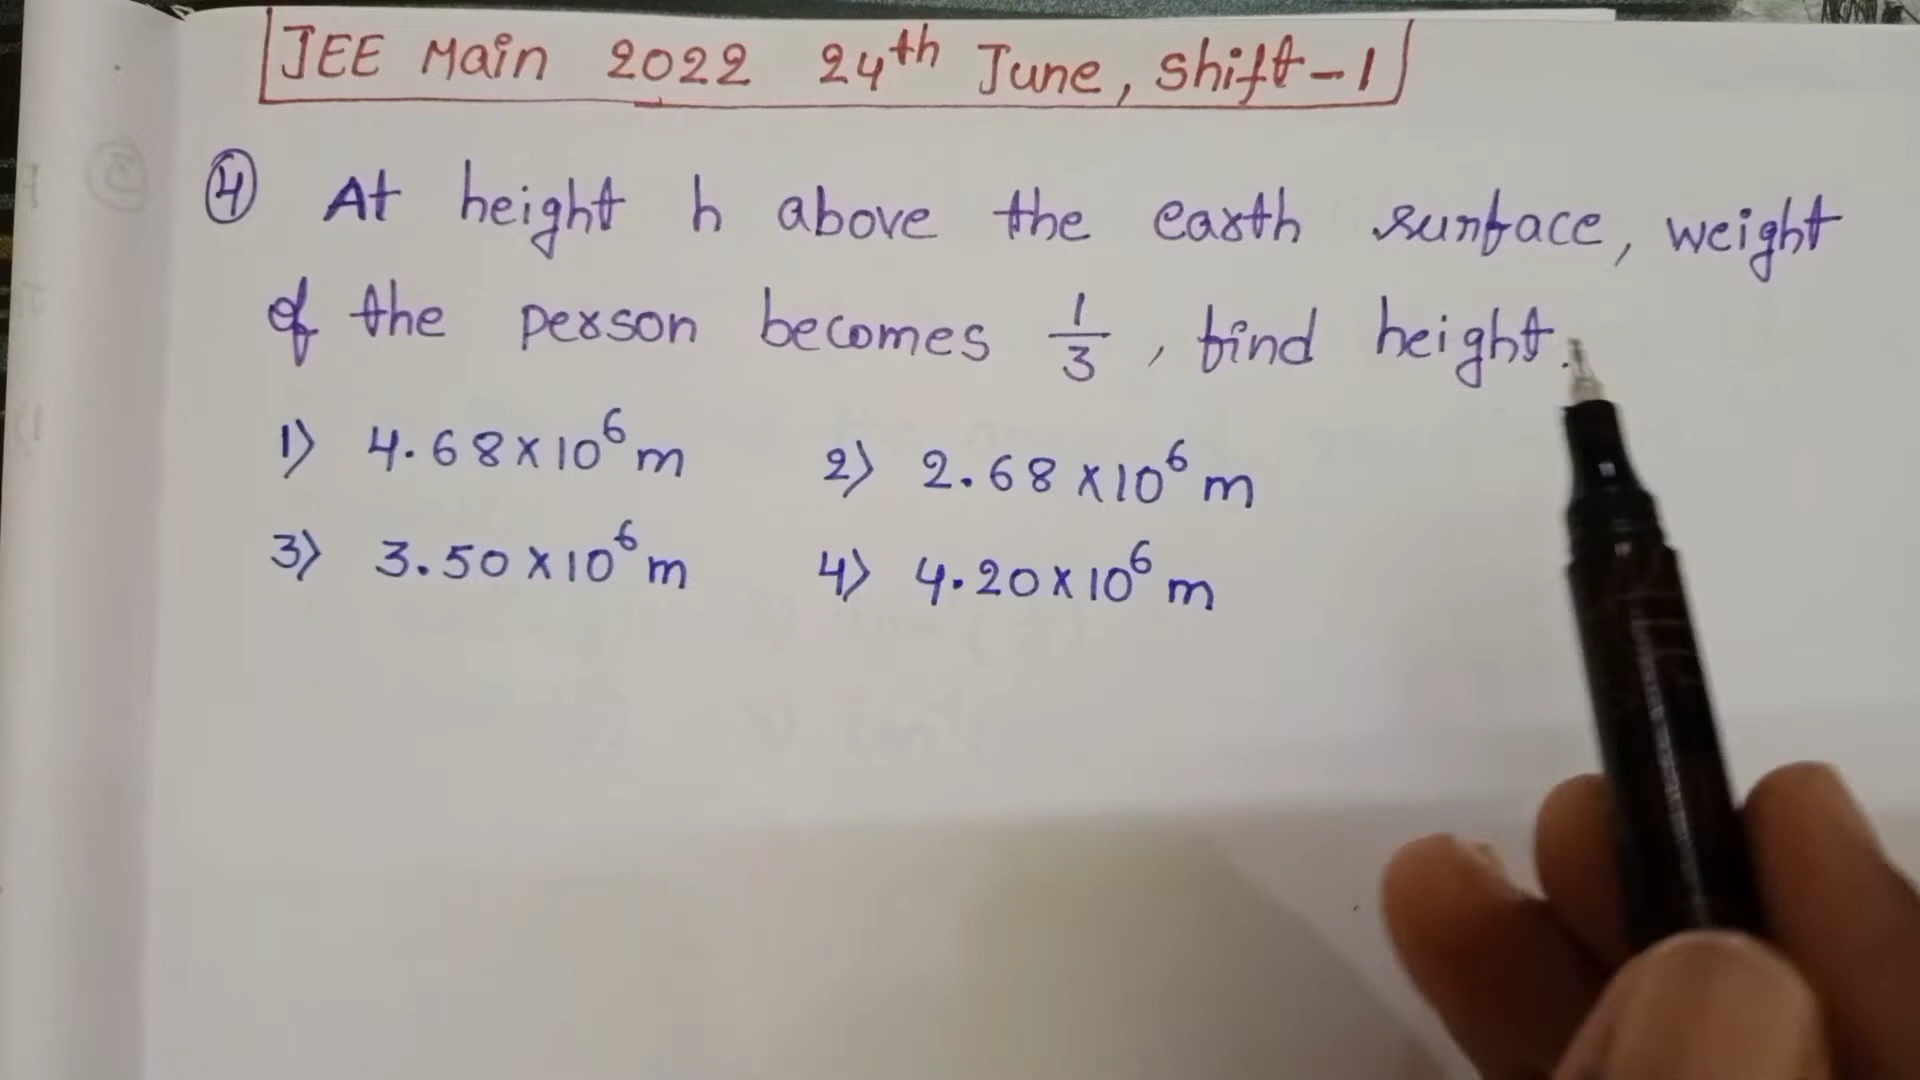 JEE Main 2022 24th June, Shift-1
④ At height h above the earth surface, weight
of the person becomes 1/3, find height.
1) 4.68×10⁶ m 2) 2.68×10⁶ m
3) 3.50×10⁶ m 4) 4.20×10⁶ m